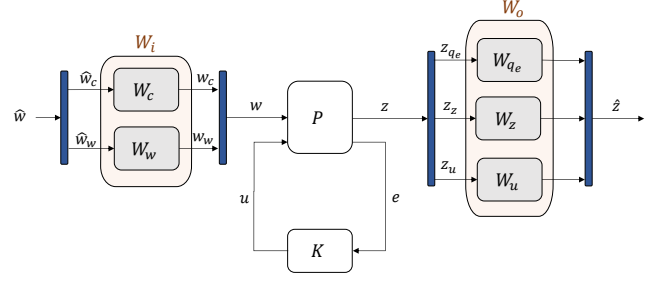 W_o
W_i
z_{q_e}
W_{q_e}
ŵ_c
W_c
w_c
ŵ
w
P
z
z_z
W_z
ẑ
ŵ_w
W_w
w_w
z_u
W_u
u
e
K